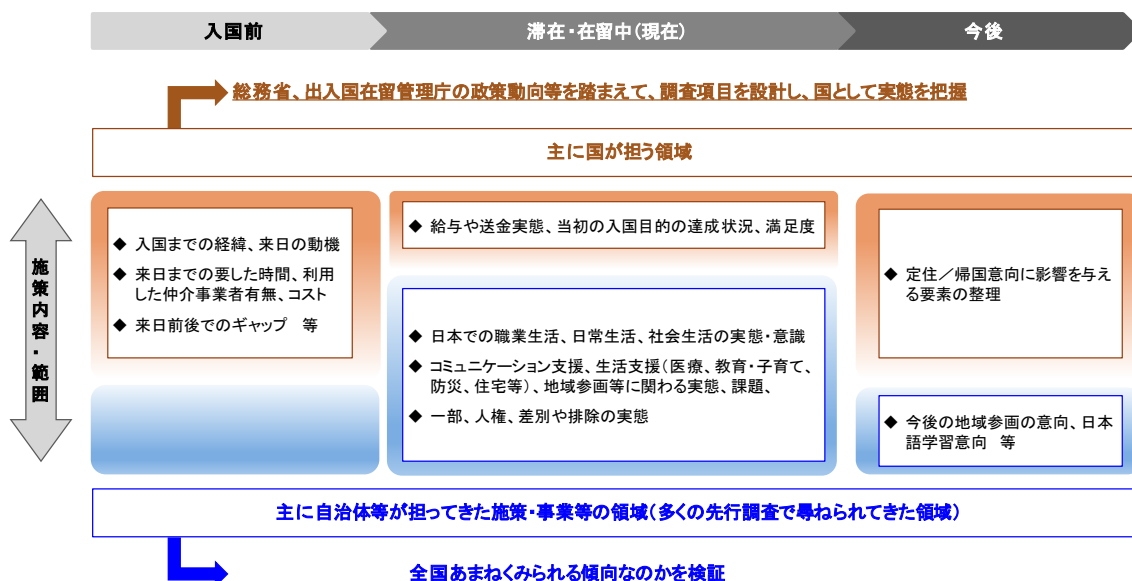 入国前
滞在・在留中(現在)
今後
総務省、出入国在留管理庁の政策動向等を踏まえて、調査項目を設計し、国として実態を把握
主に国が担う領域
施策内容・範囲
◆ 入国までの経緯、来日の動機
◆ 来日までの要した時間、利用
した仲介事業者有無、コスト
◆ 来日前後でのギャップ 等
◆ 給与や送金実態、当初の入国目的の達成状況、満足度
◆ 日本での職業生活、日常生活、社会生活の実態・意識
◆ コミュニケーション支援、生活支援(医療、教育・子育て、
防災、住宅等)、地域参画等に関わる実態、課題、
◆ 一部、人権、差別や排除の実態
◆ 定住/帰国意向に影響を与え
る要素の整理
◆ 今後の地域参画の意向、日本
語学習意向 等
主に自治体等が担ってきた施策・事業等の領域(多くの先行調査で尋ねられてきた領域)
全国あまねくみられる傾向なのかを検証